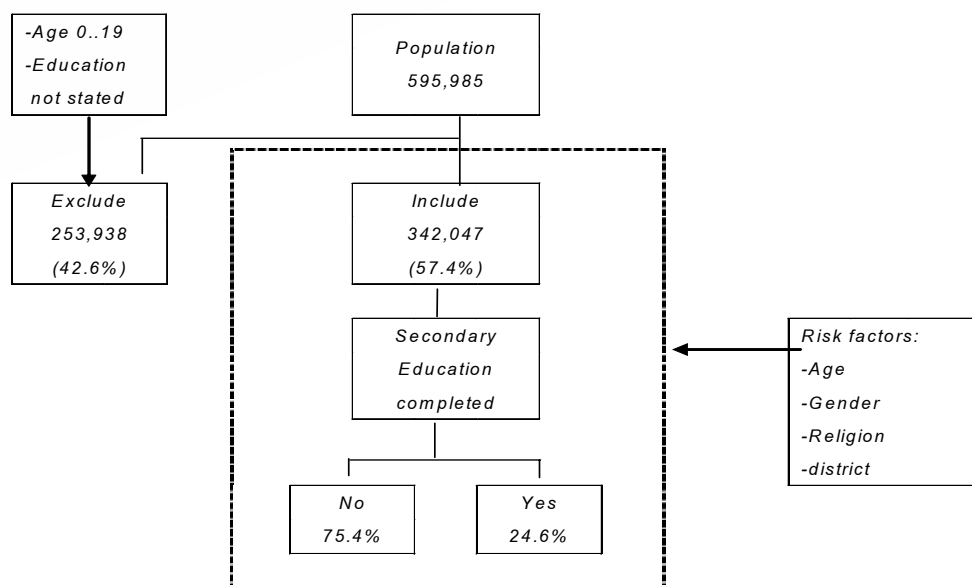 -Age 0..19
-Education
not stated
Population
595,985
Exclude
253,938
(42.6%)
Include
342,047
(57.4%)
Secondary
Education
completed
Risk factors:
-Age
-Gender
-Religion
-district
No
75.4%
Yes
24.6%